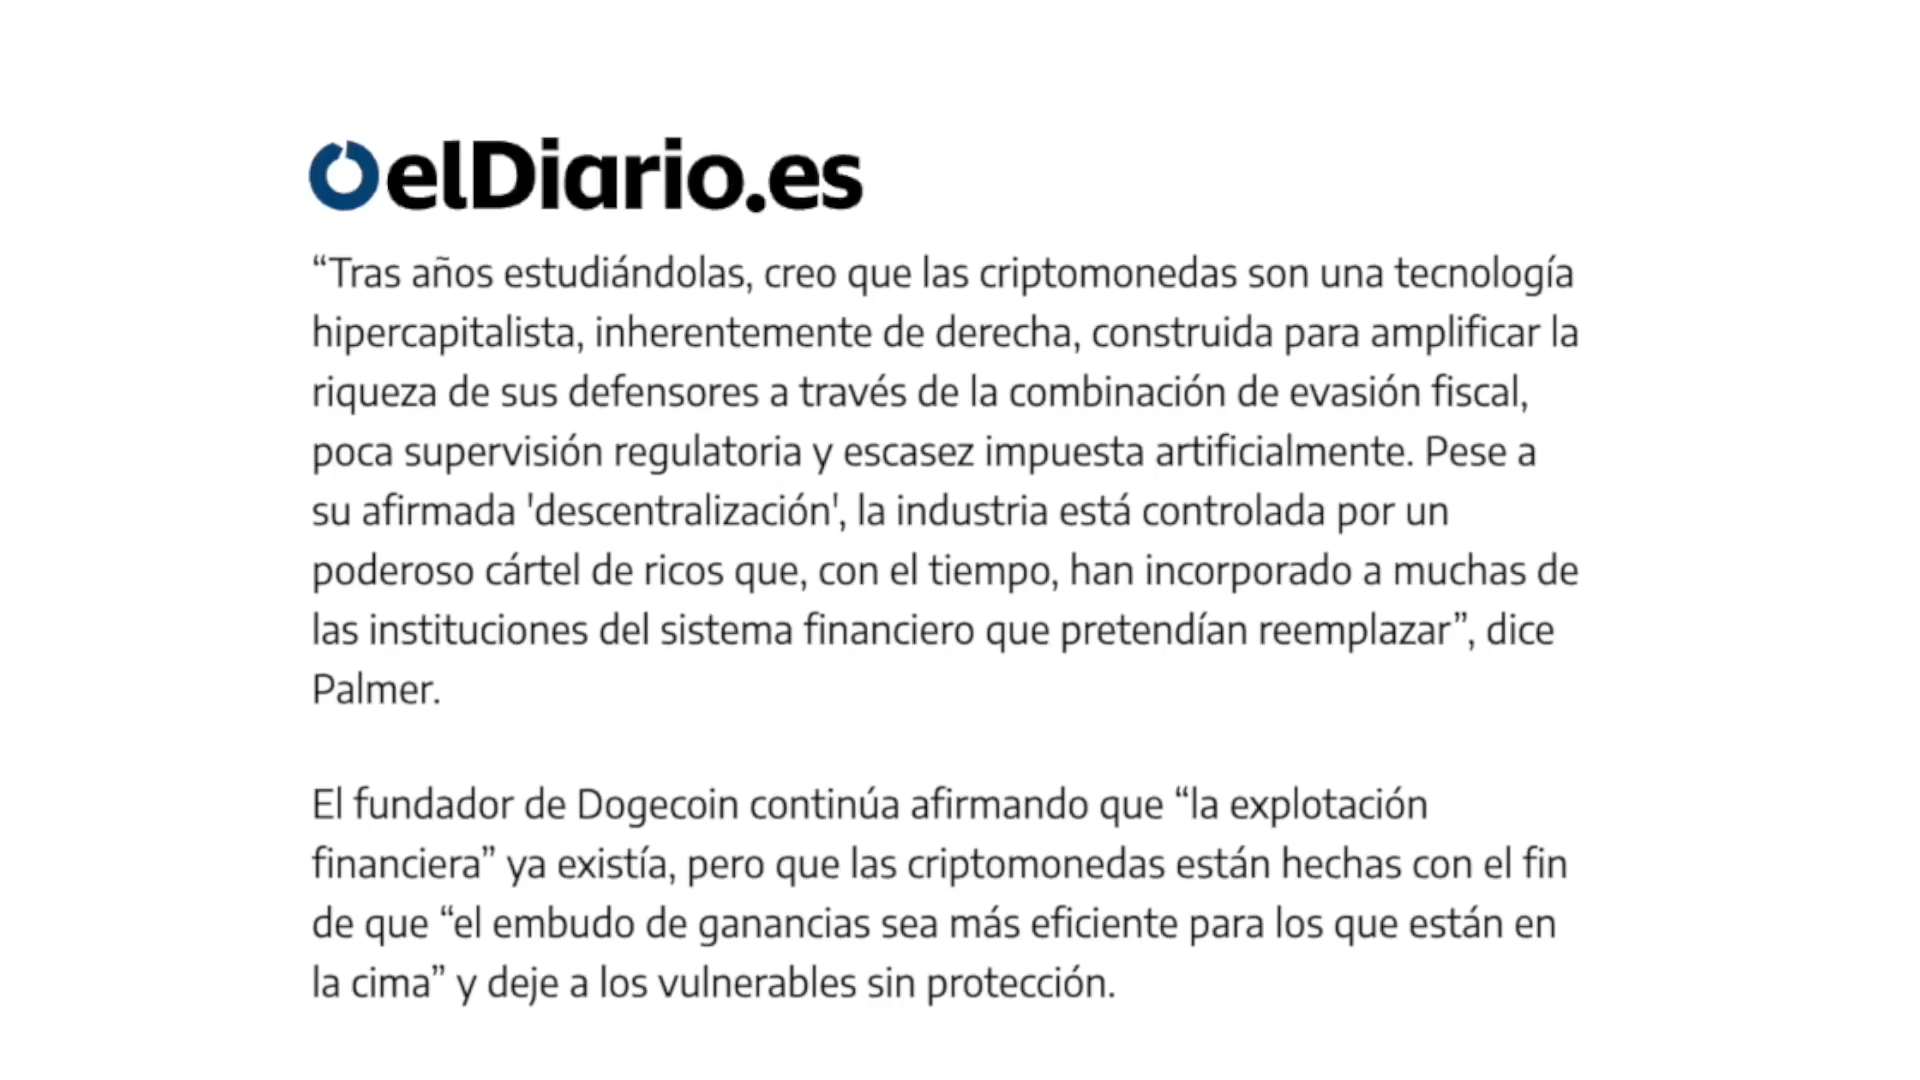 elDiario.es
“Tras años estudiándolas, creo que las criptomonedas son una tecnología
hipercapitalista, inherentemente de derecha, construida para amplificar la
riqueza de sus defensores a través de la combinación de evasión fiscal,
poca supervisión regulatoria y escasez impuesta artificialmente. Pese a
su afirmada 'descentralización', la industria está controlada por un
poderoso cártel de ricos que, con el tiempo, han incorporado a muchas de
las instituciones del sistema financiero que pretendían reemplazar”, dice
Palmer.
El fundador de Dogecoin continúa afirmando que “la explotación
financiera” ya existía, pero que las criptomonedas están hechas con el fin
de que “el embudo de ganancias sea más eficiente para los que están en
la cima” y deje a los vulnerables sin protección.